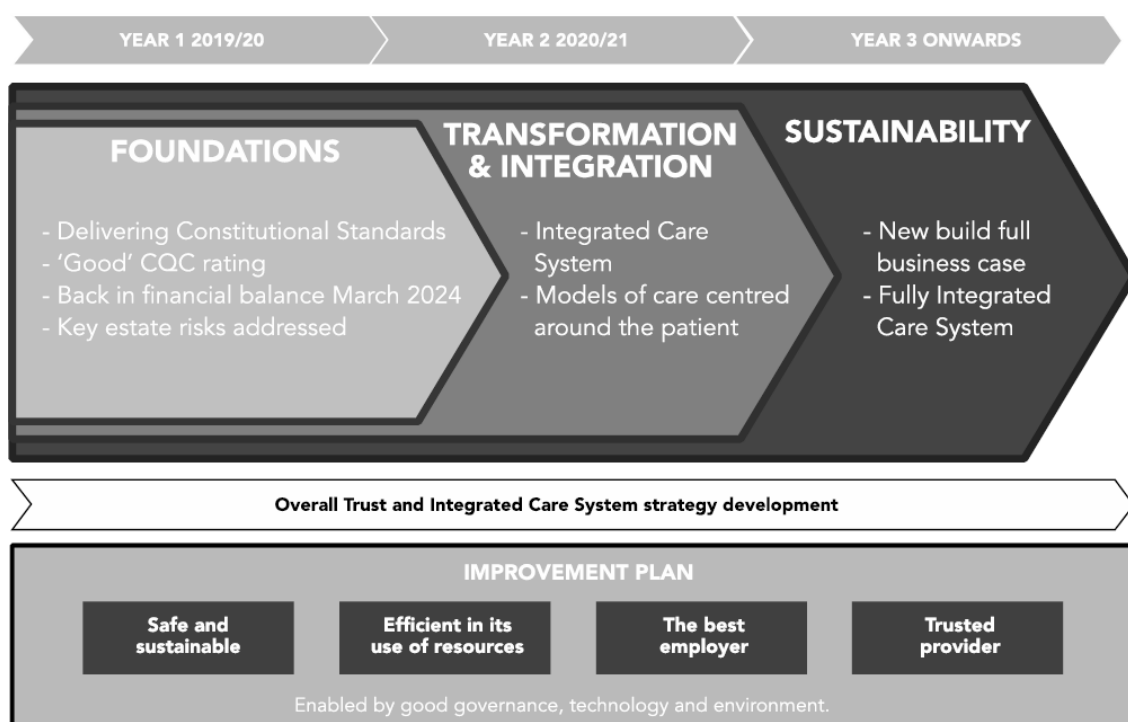 YEAR 1 2019/20
YEAR 2 2020/21
YEAR 3 ONWARDS
FOUNDATIONS
- Delivering Constitutional Standards
- ‘Good’ CQC rating
- Back in financial balance March 2024
- Key estate risks addressed
TRANSFORMATION
& INTEGRATION
- Integrated Care
System
- Models of care centred
around the patient
SUSTAINABILITY
- New build full
business case
- Fully Integrated
Care System
Overall Trust and Integrated Care System strategy development
IMPROVEMENT PLAN
Safe and
sustainable
Efficient in its
use of resources
The best
employer
Trusted
provider
Enabled by good governance, technology and environment.